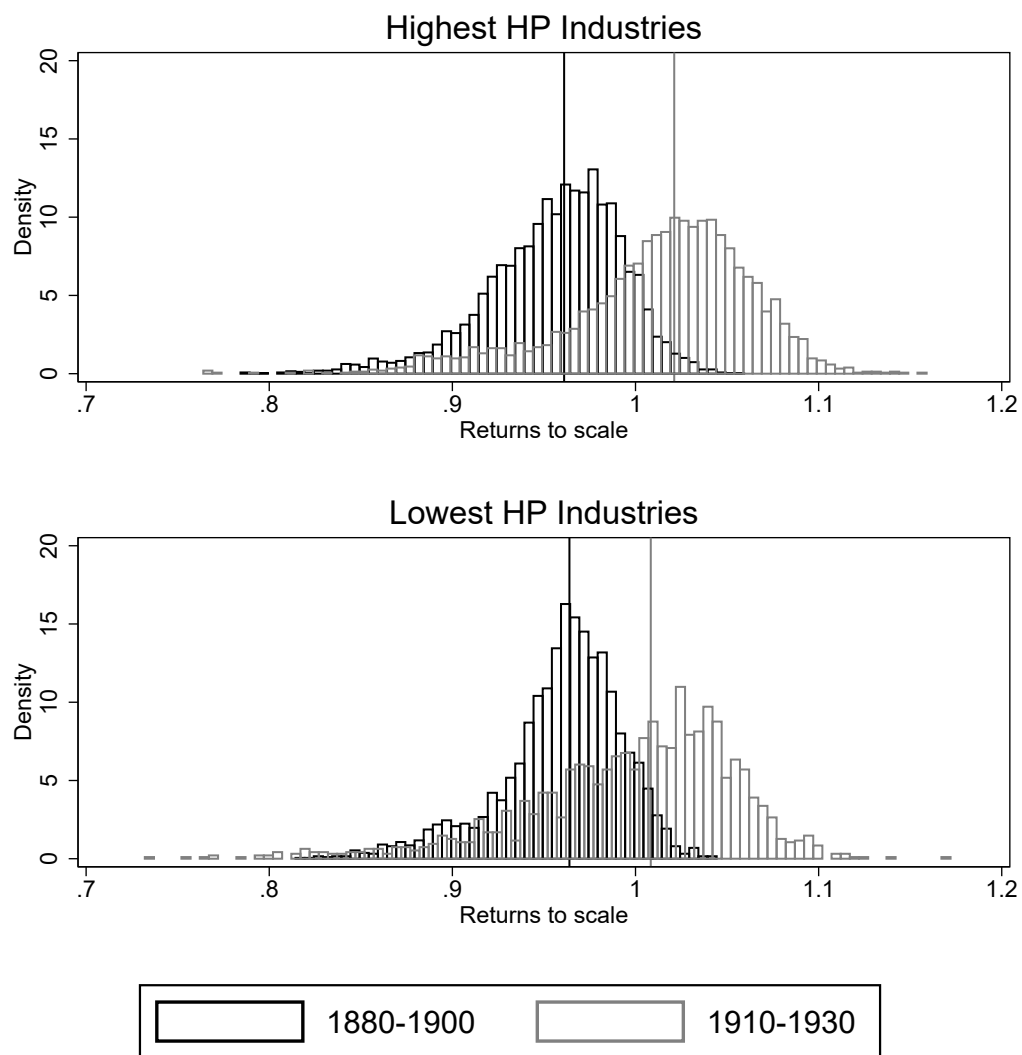 Highest HP Industries
20
15
10
5
0
Density
.7 .8 .9 1 1.1 1.2
Returns to scale
Lowest HP Industries
20
15
10
5
0
Density
.7 .8 .9 1 1.1 1.2
Returns to scale
1880-1900 1910-1930